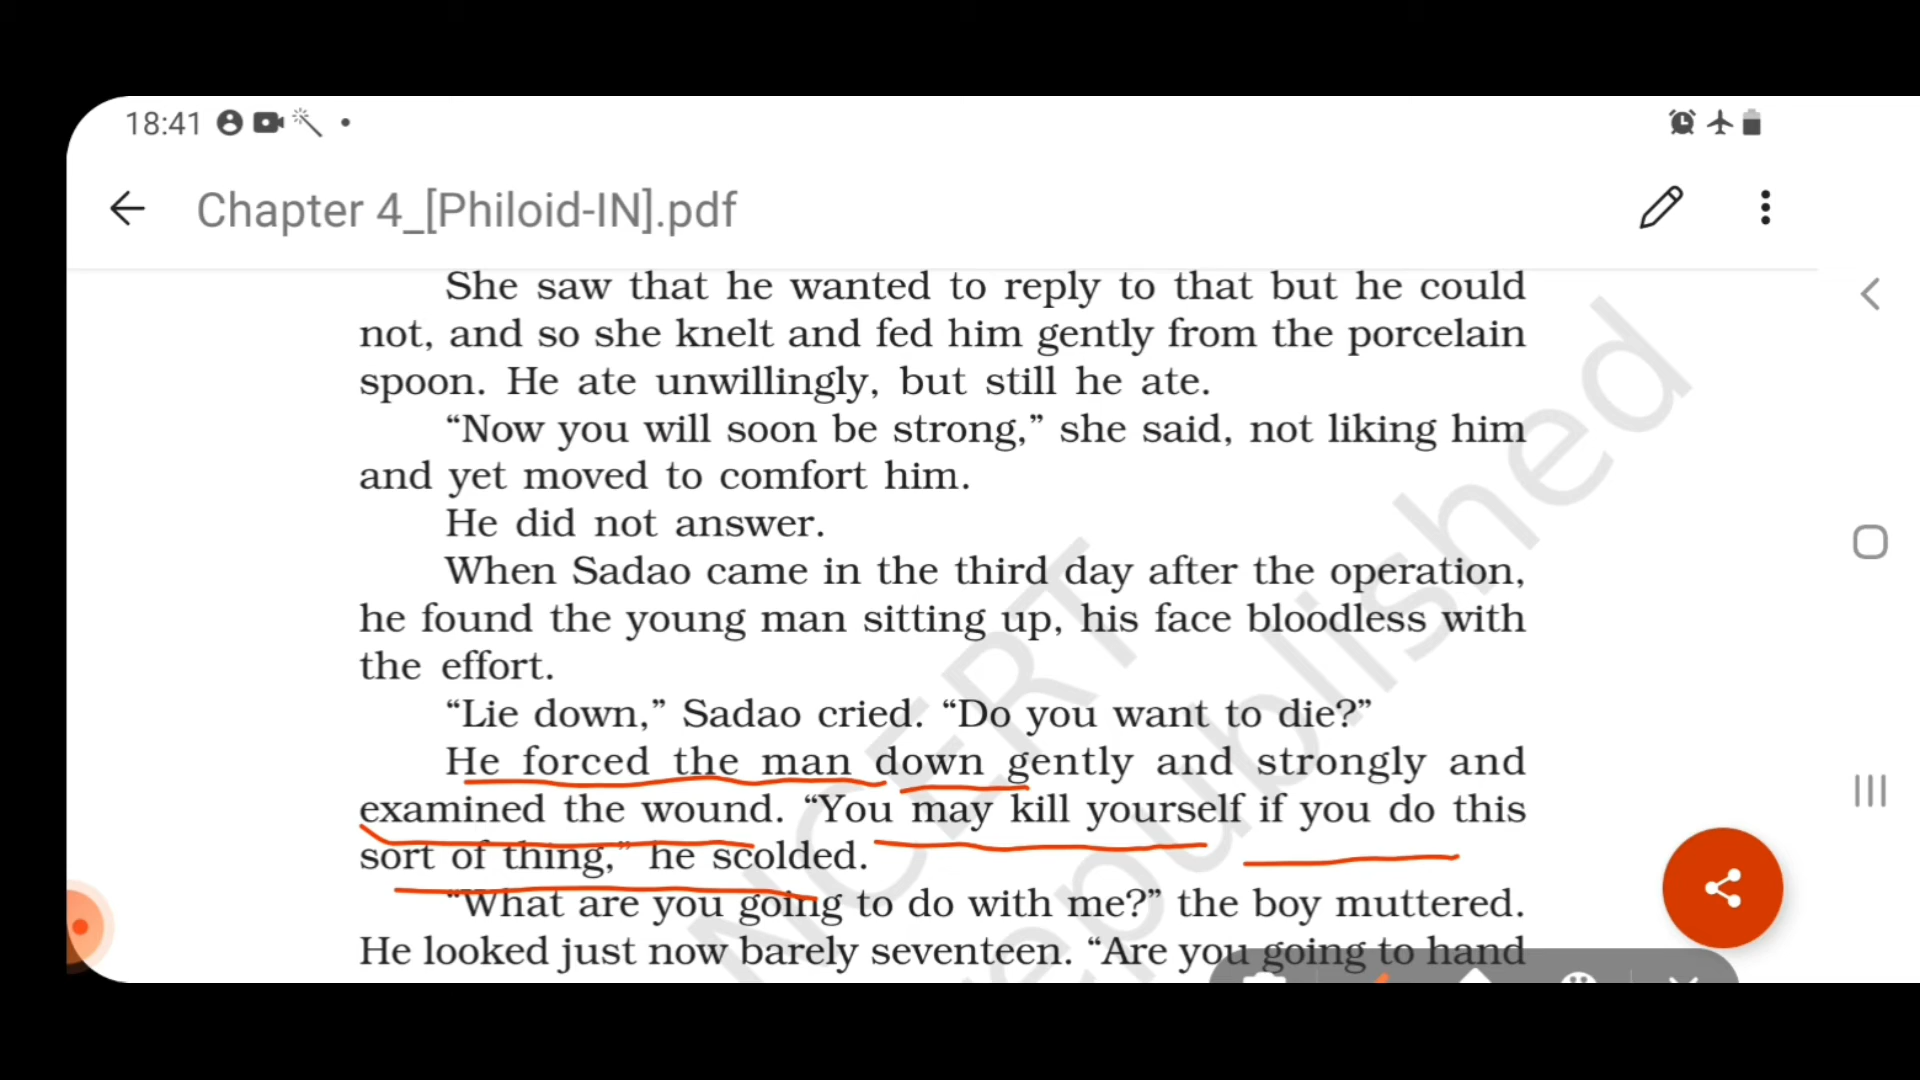 18:41
Chapter 4_[Philoid-IN].pdf
She saw that he wanted to reply to that but he could
not, and so she knelt and fed him gently from the porcelain
spoon. He ate unwillingly, but still he ate.
“Now you will soon be strong,” she said, not liking him
and yet moved to comfort him.
He did not answer.
When Sadao came in the third day after the operation,
he found the young man sitting up, his face bloodless with
the effort.
“Lie down,” Sadao cried. “Do you want to die?”
He forced the man down gently and strongly and
examined the wound. “You may kill yourself if you do this
sort of thing,” he scolded.
“What are you going to do with me?” the boy muttered.
He looked just now barely seventeen. “Are you going to hand
NCERT
republished